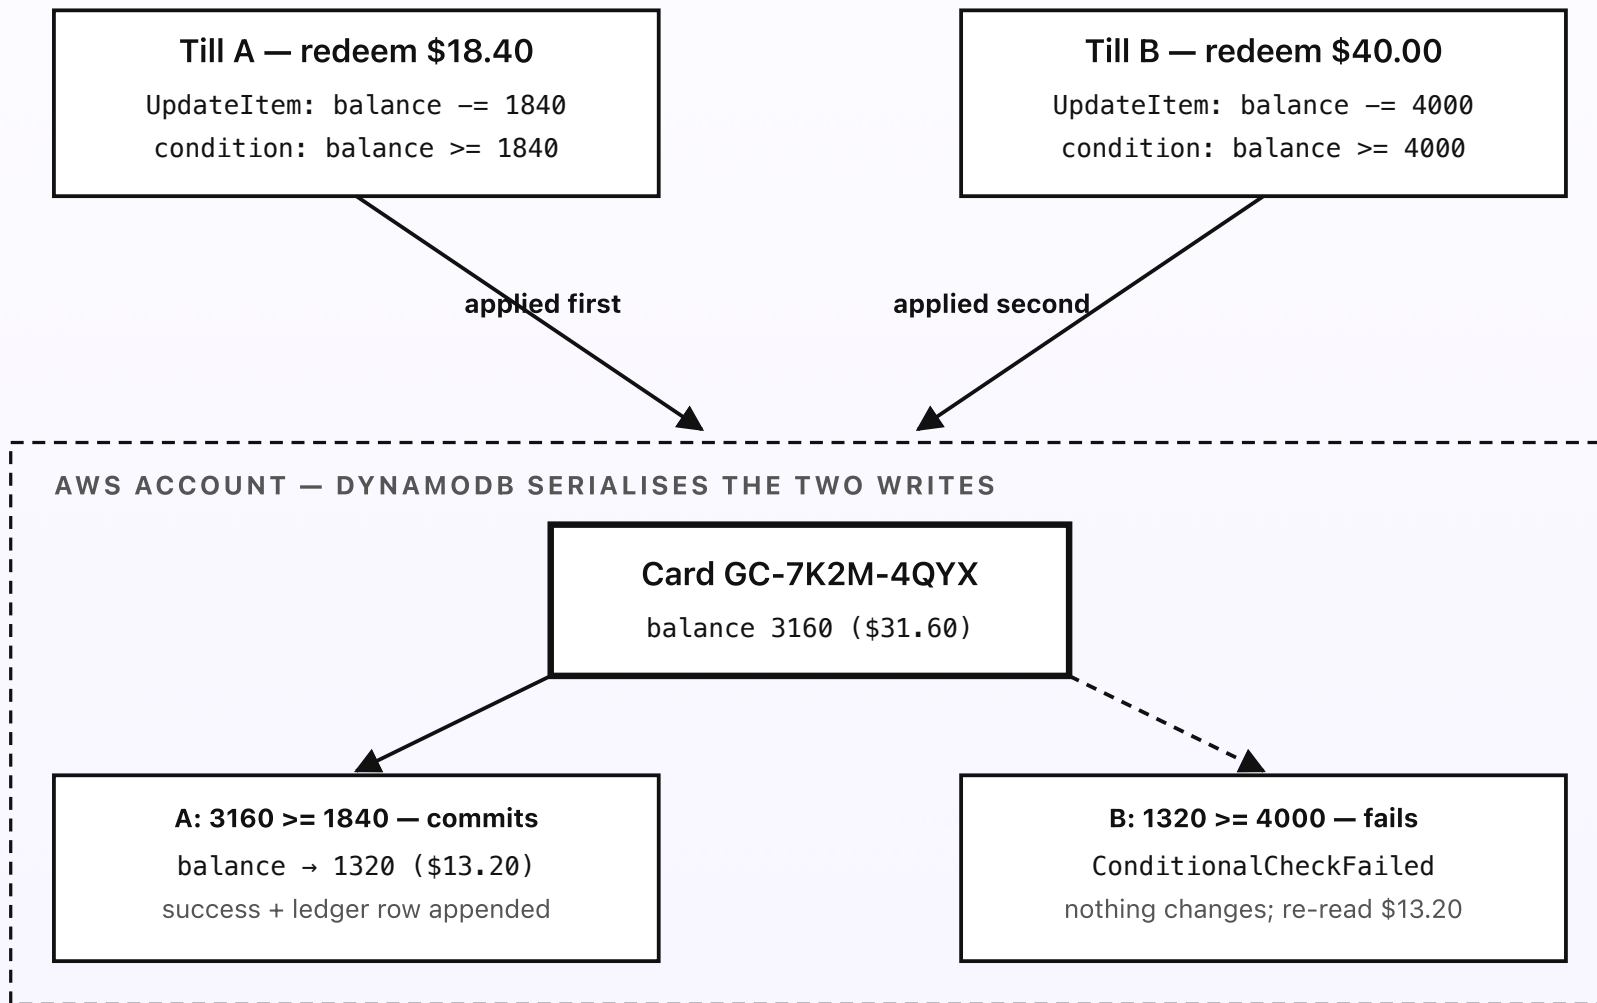 Till A — redeem $18.40
UpdateItem: balance −= 1840
condition: balance >= 1840
Till B — redeem $40.00
UpdateItem: balance −= 4000
condition: balance >= 4000
applied first
applied second
AWS ACCOUNT — DYNAMODB SERIALISES THE TWO WRITES
Card GC-7K2M-4QYX
balance 3160 ($31.60)
A: 3160 >= 1840 — commits
balance → 1320 ($13.20)
success + ledger row appended
B: 1320 >= 4000 — fails
ConditionalCheckFailed
nothing changes; re-read $13.20